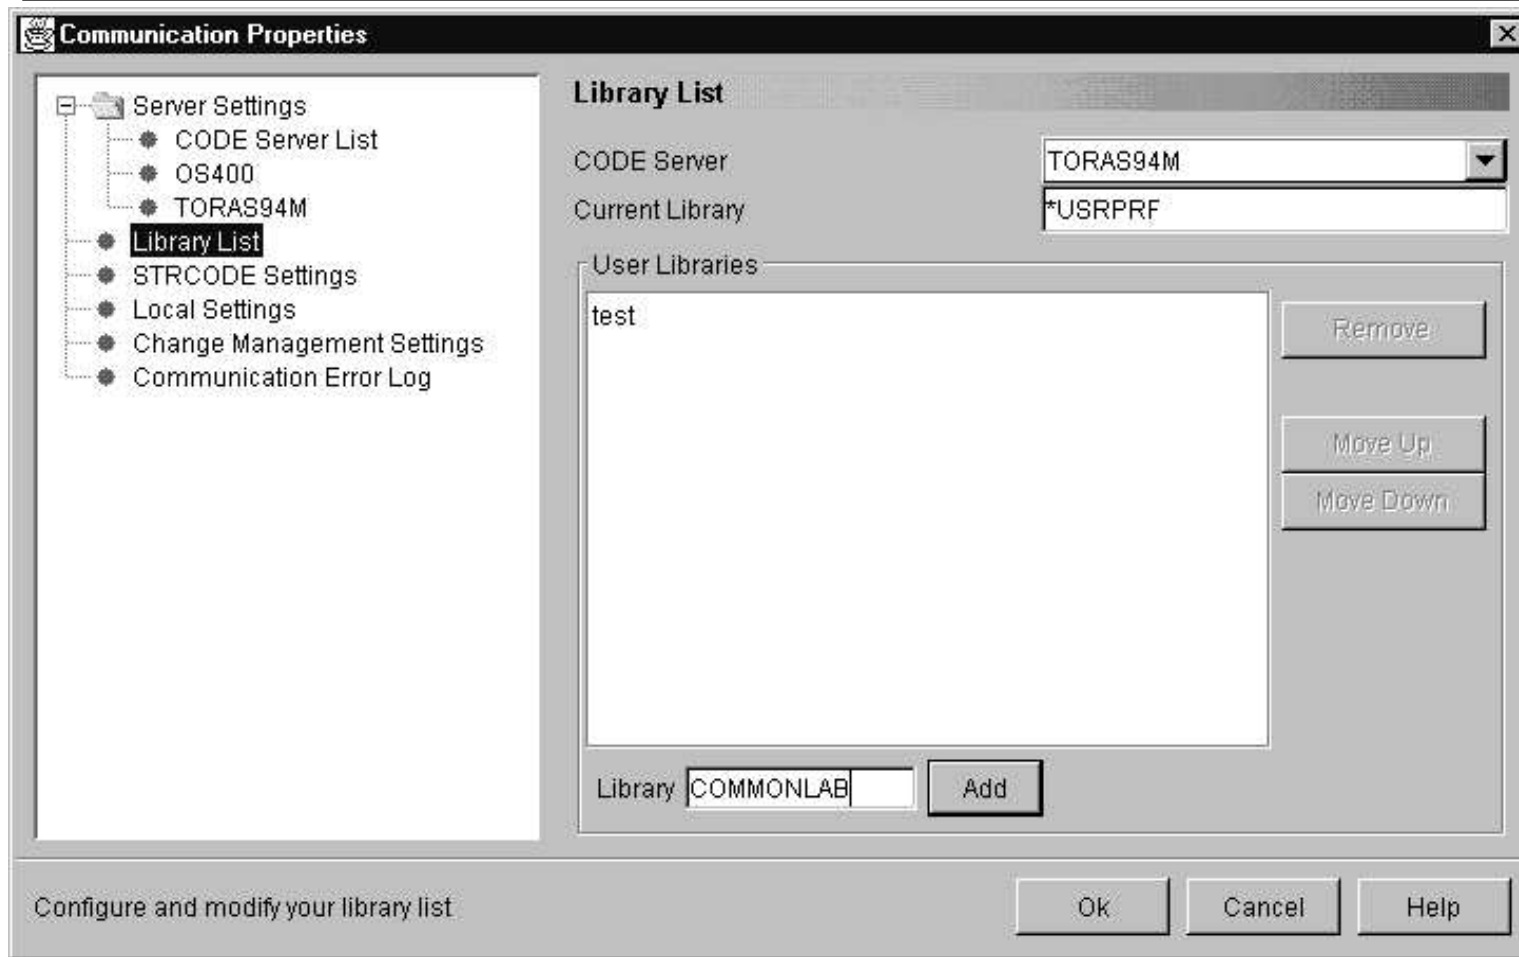 Communication Properties
Server Settings
CODE Server List
OS400
TORAS94M
Library List
STRCODE Settings
Local Settings
Change Management Settings
Communication Error Log
Library List
CODE Server TORAS94M
Current Library *USRPRF
User Libraries
test
Remove
Move Up
Move Down
Library COMMONLAB Add
Configure and modify your library list
Ok Cancel Help